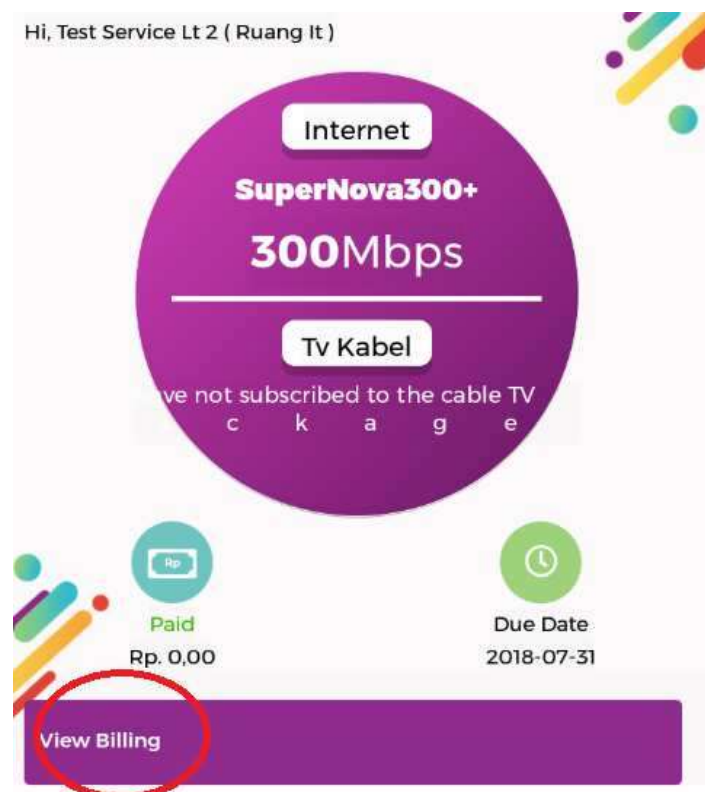 Hi, Test Service Lt 2 ( Ruang It )
Internet
SuperNova300+
300Mbps
Tv Kabel
ve not subscribed to the cable TV
c k a g e
Rp
Paid
Due Date
Rp. 0,00
2018-07-31
View Billing